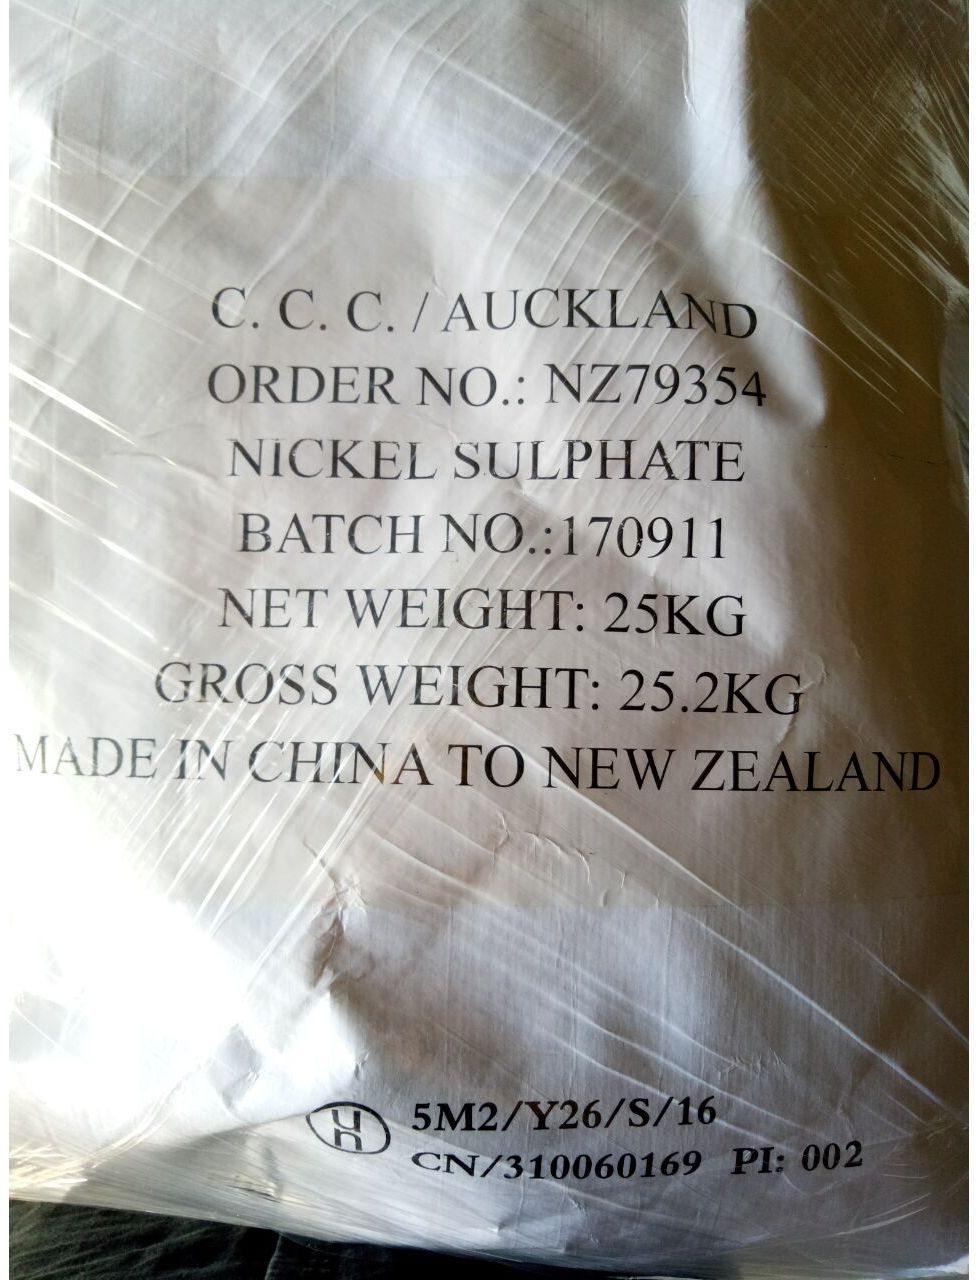 C. C. C. / AUCKLAND
ORDER NO.: NZ79354
NICKEL SULPHATE
BATCH NO.:170911
NET WEIGHT: 25KG
GROSS WEIGHT: 25.2KG
MADE IN CHINA TO NEW ZEALAND
un 5M2/Y26/S/16
CN/310060169 PI: 002